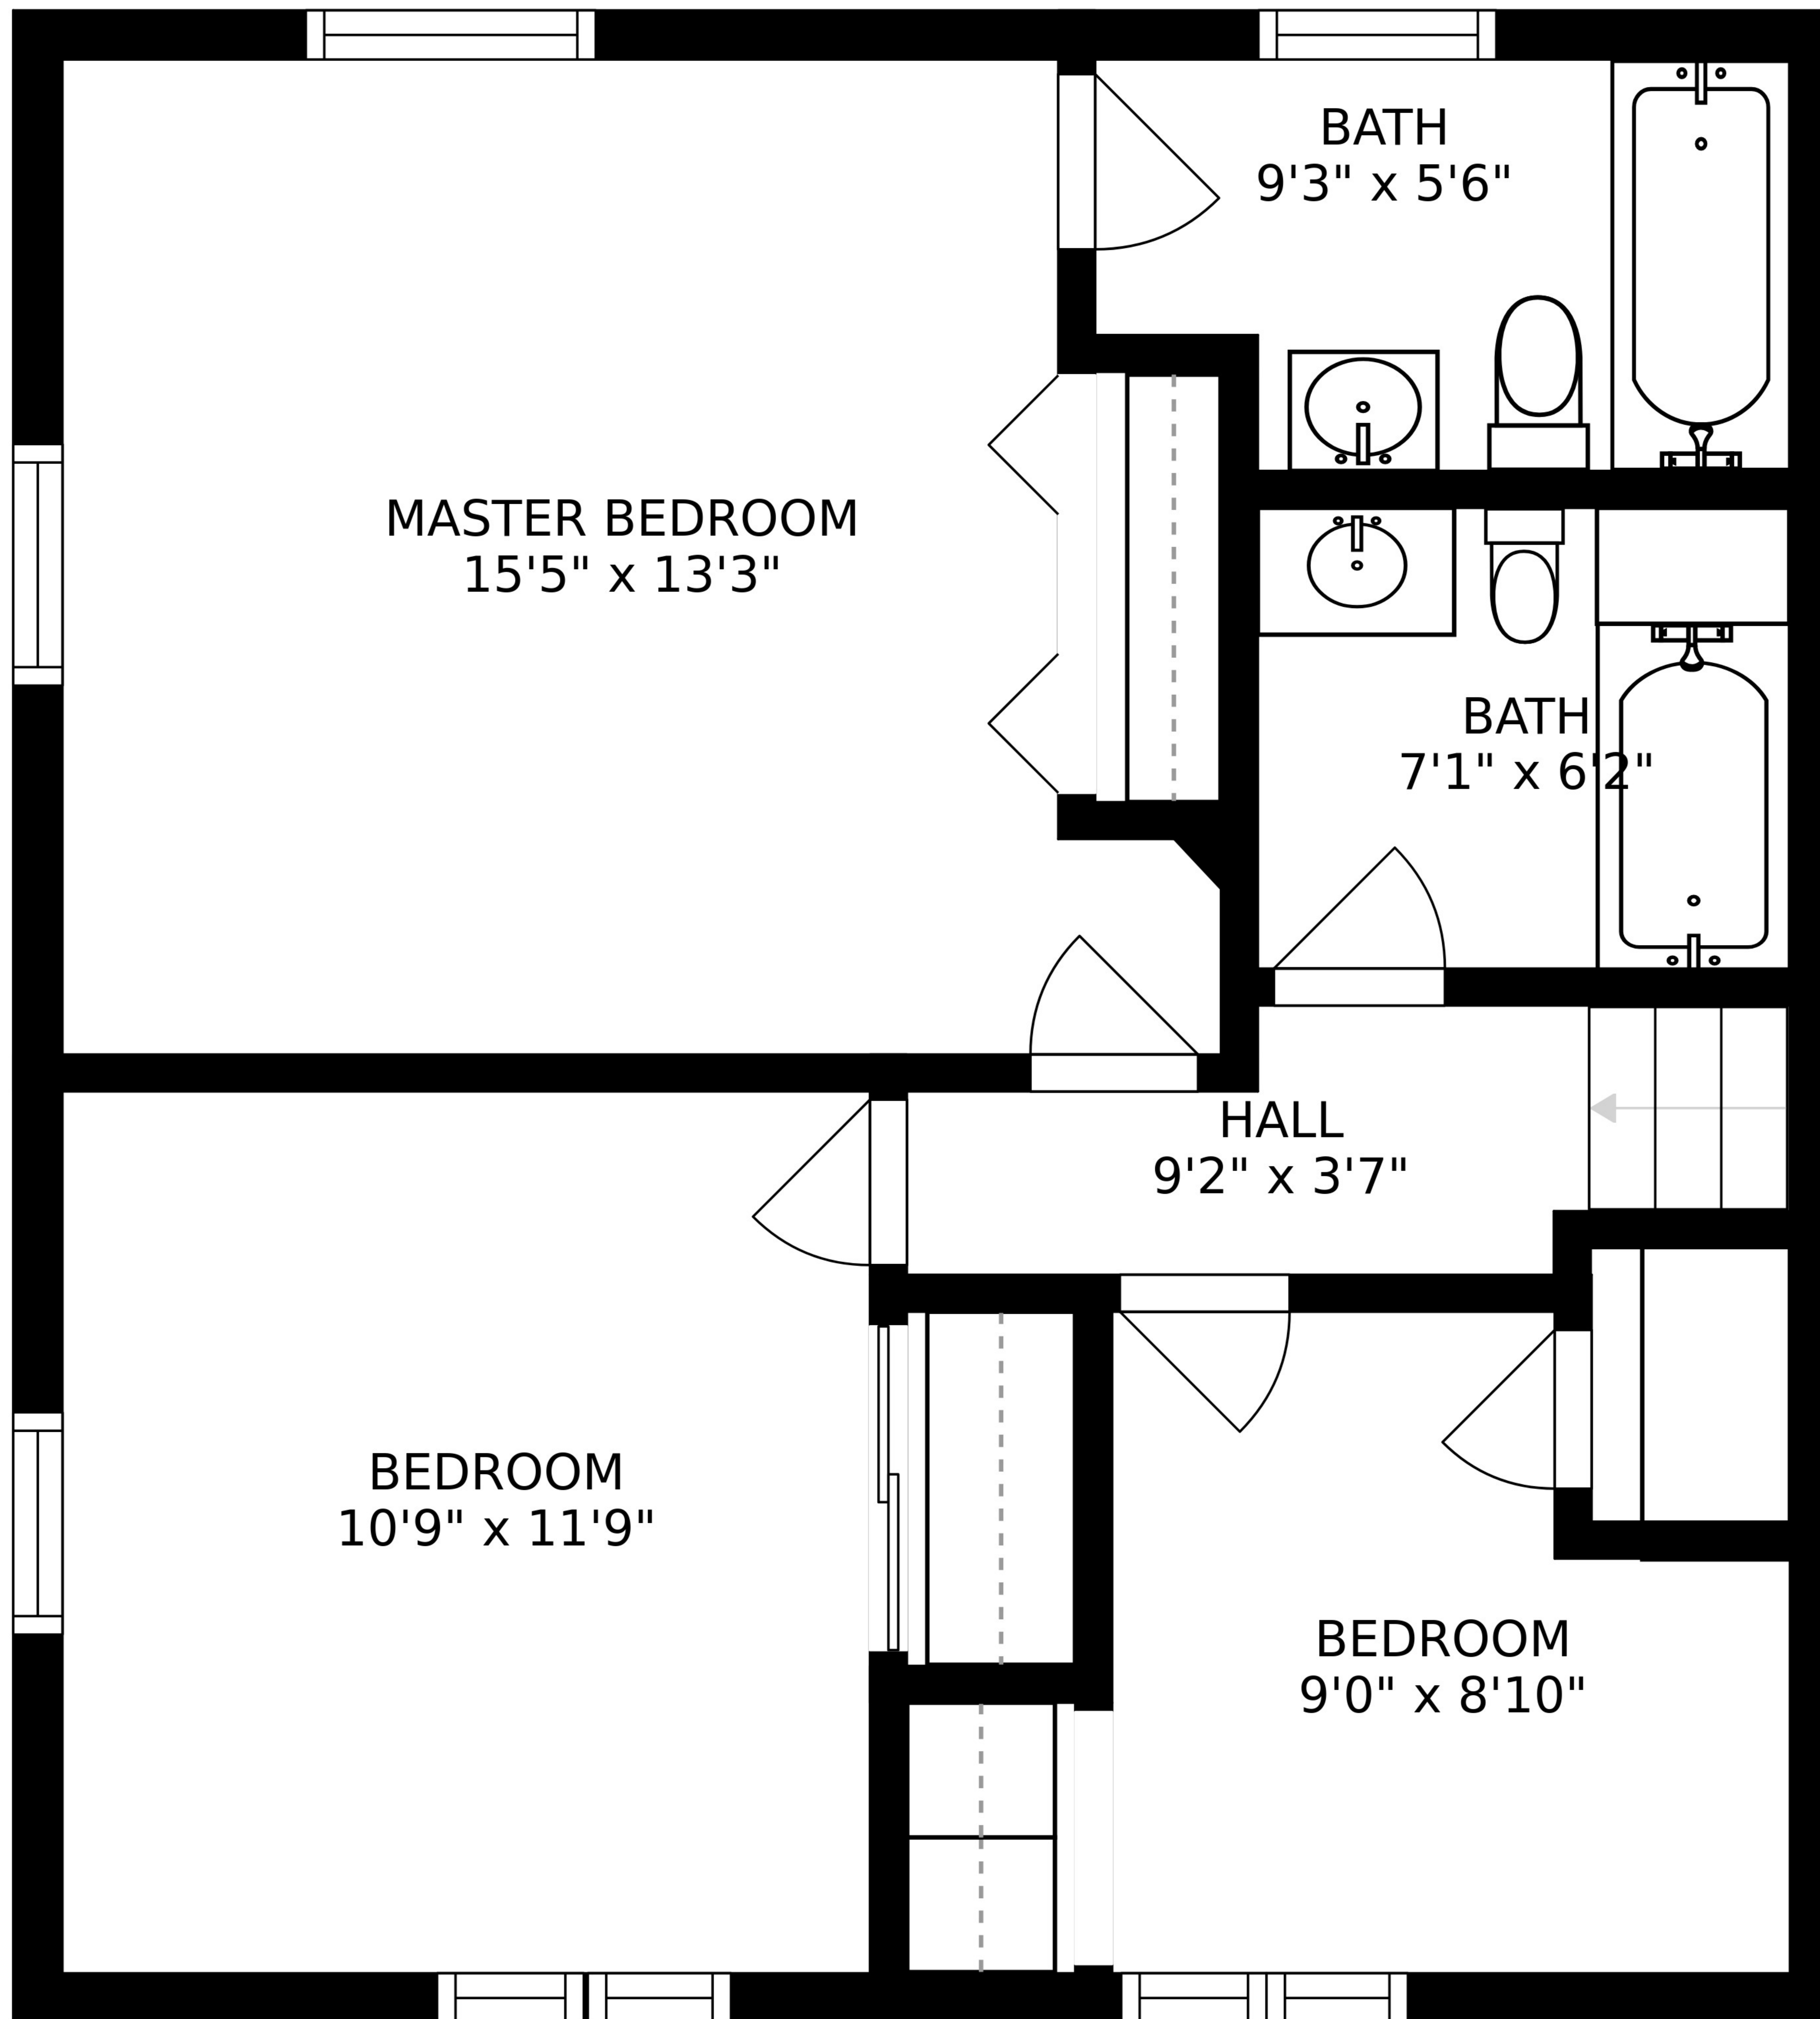 BATH
9'3" x 5'6"
MASTER BEDROOM
15'5" x 13'3"
BATH
7'1" x 6'2"
HALL
9'2" x 3'7"
BEDROOM
10'9" x 11'9"
BEDROOM
9'0" x 8'10"